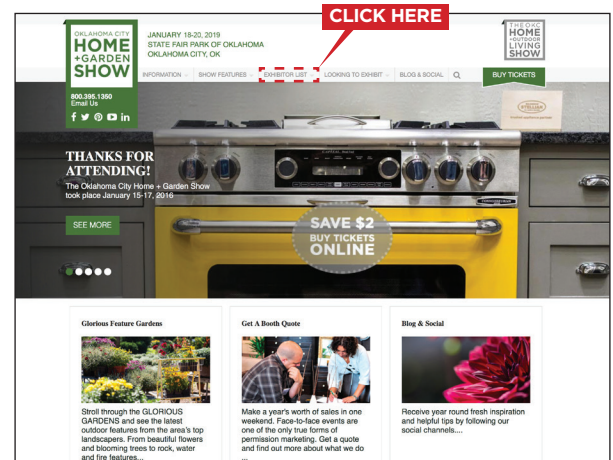 CLICK HERE
OKLAHOMA CITY
HOME
+GARDEN
SHOW
JANUARY 18-20, 2019
STATE FAIR PARK OF OKLAHOMA
OKLAHOMA CITY, OK
THE OKC
HOME
+OUTDOOR
LIVING
SHOW
INFORMATION
SHOW FEATURES
EXHIBITOR LIST
LOOKING TO EXHIBIT
BLOG & SOCIAL
BUY TICKETS
800.395.1350
Email Us
THANKS FOR
ATTENDING!
The Oklahoma City Home + Garden Show
took place January 15-17, 2016
SEE MORE
SAVE $2
BUY TICKETS
ONLINE
Glorious Feature Gardens
Stroll through the GLORIOUS
GARDENS and see the latest
outdoor features from the area's top
landscapers. From beautiful flowers
and blooming trees to rock, water
and fire features...
Get A Booth Quote
Make a year's worth of sales in one
weekend. Face-to-face events are
one of the only true forms of
permission marketing. Get a quote
and find out more about what we do
...
Blog & Social
Receive year round fresh inspiration
and helpful tips by following our
social channels....